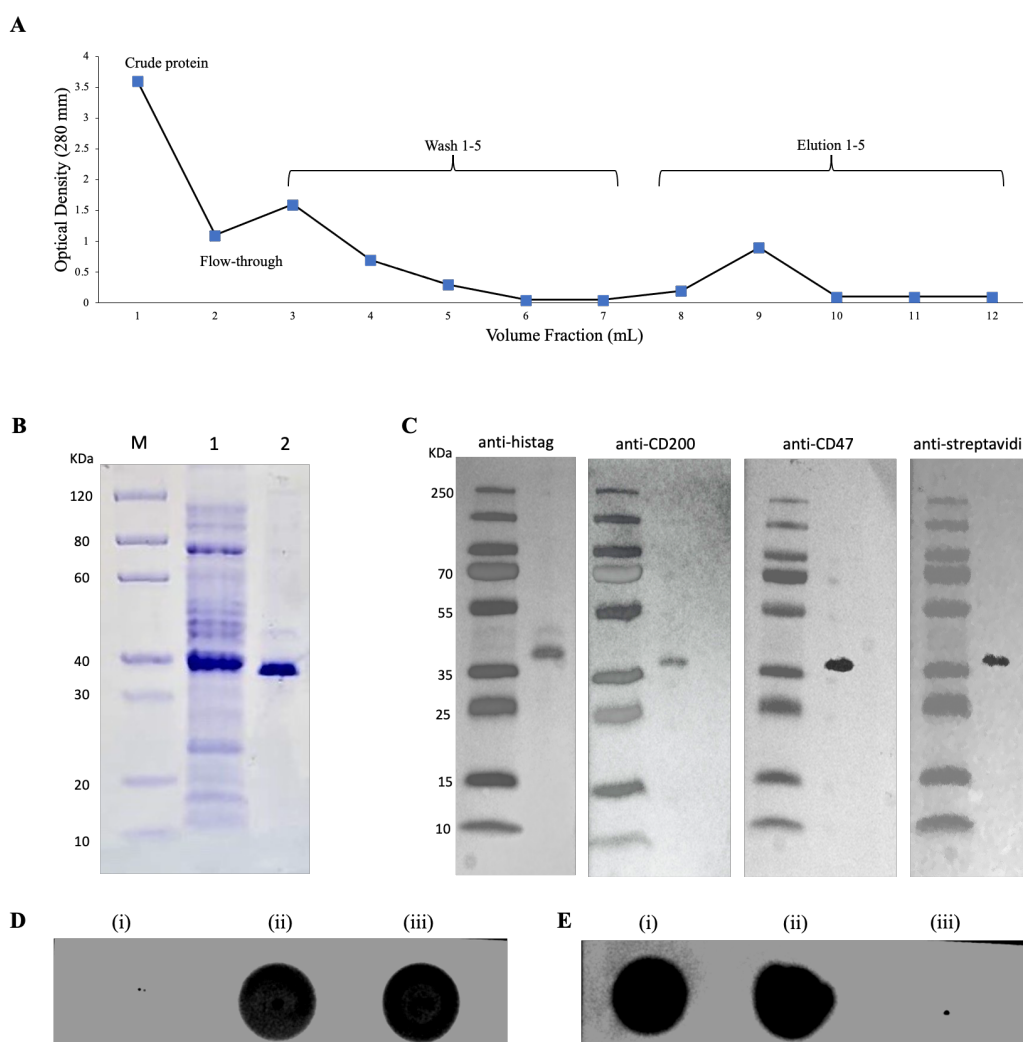 A
Optical Density (280 mm)
4
3.5
3
2.5
2
1.5
1
0.5
0
Crude protein
Flow-through
Wash 1-5
Elution 1-5
1 2 3 4 5 6 7 8 9 10 11 12
Volume Fraction (mL)
B
M 1 2
KDa
120
80
60
40
30
20
10
C
anti-histag anti-CD200 anti-CD47 anti-streptavidi
KDa
250
70
55
35
25
15
10
D
(i) (ii) (iii)
E
(i) (ii) (iii)